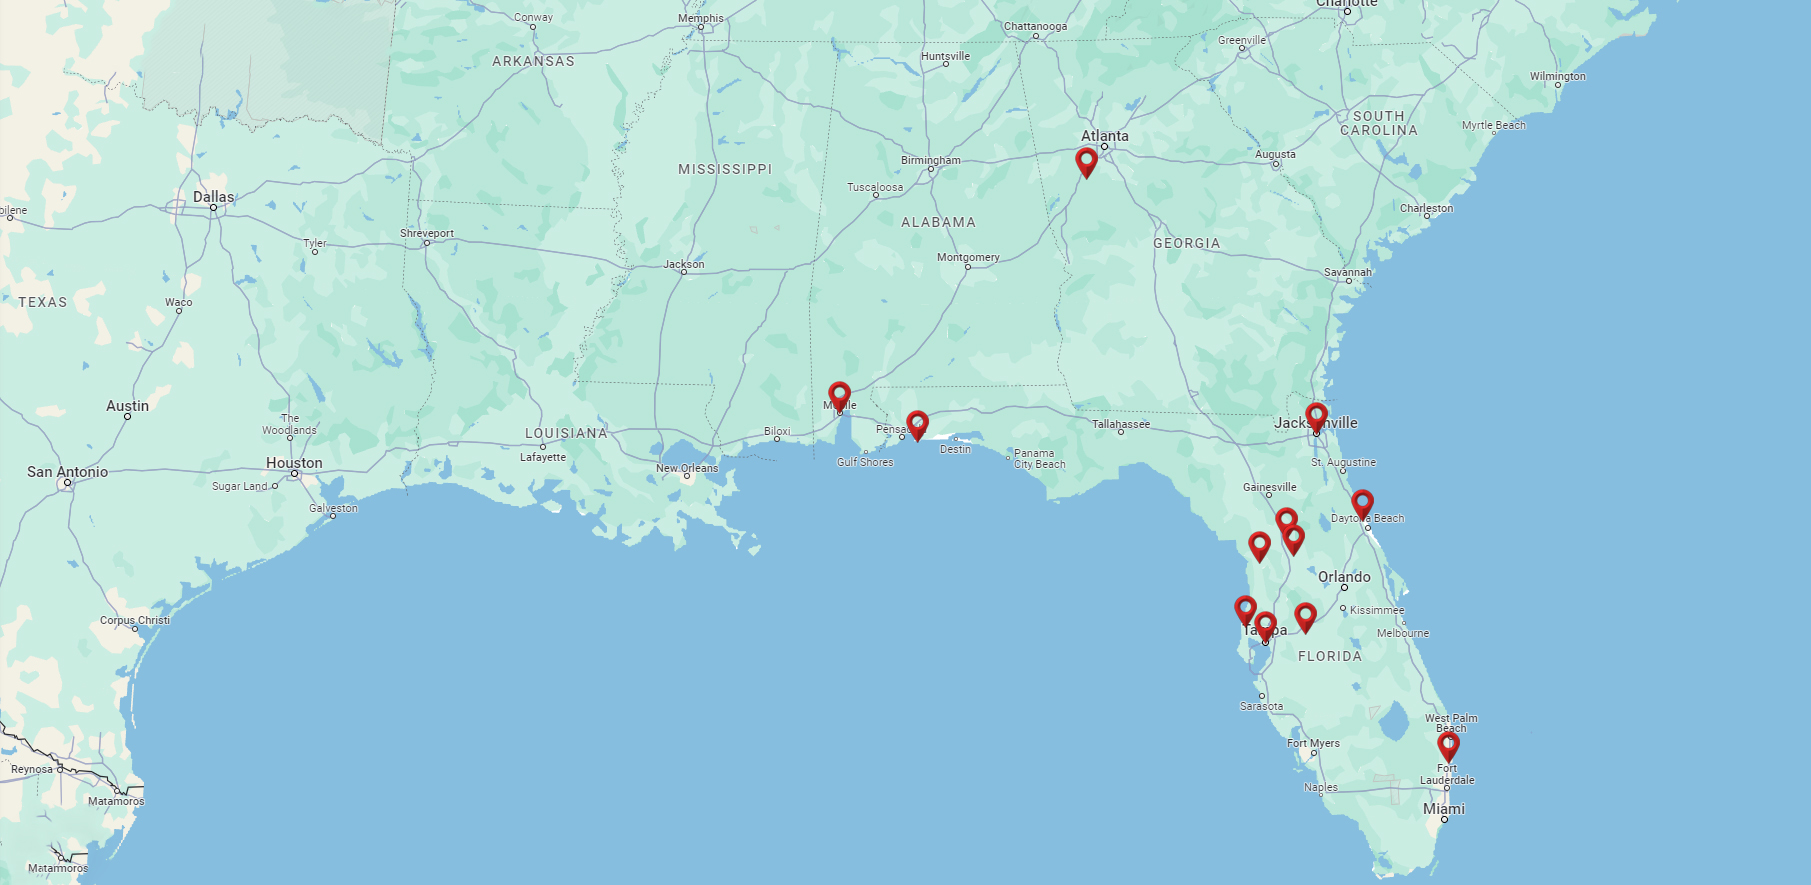 Charlotte
Conway
Memphis
Chattanooga
Greenville
Huntsville
ARKANSAS
Wilmington
SOUTH
CAROLINA
Myrtle Beach
Atlanta
Birmingham
Augusta
MISSISSIPPI
Tuscaloosa
Dallas
Charleston
ALABAMA
Shreveport
Tyler
GEORGIA
Montgomery
Jackson
Savannah
TEXAS
Waco
Austin
The
Woodlands
Jacksonville
Tallahassee
Biloxi
LOUISIANA
Lafayette
Destin
Panama
City Beach
Gulf Shores
Houston
San Antonio
New Orleans
St. Augustine
Sugar Land
Gainesville
Galveston
Daytona Beach
Orlando
Kissimmee
Corpus Christi
Tampa
Melbourne
FLORIDA
Sarasota
West Palm
Beach
Fort Myers
Reynosa
Fort
Lauderdale
Naples
Matamoros
Miami
Matamoros